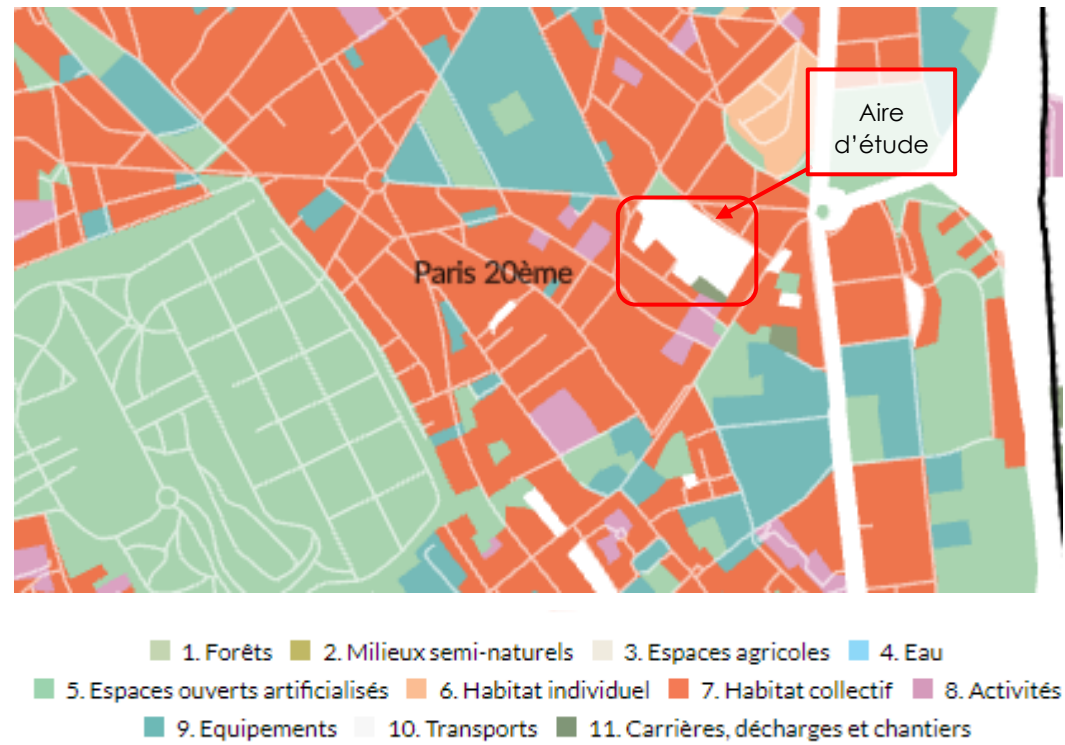 Aire
d’étude
Paris 20ème
1. Forêts 2. Milieux semi-naturels 3. Espaces agricoles 4. Eau
5. Espaces ouverts artificialisés 6. Habitat individuel 7. Habitat collectif 8. Activités
9. Equipements 10. Transports 11. Carrières, décharges et chantiers